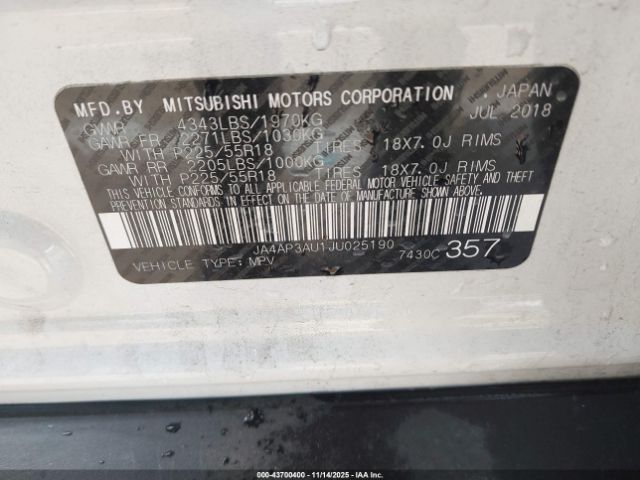 MFD.BY MITSUBISHI MOTORS CORPORATION JAPAN
GVWR 4343LBS/1970KG JUL 2018
GAWR FR 2271LBS/1030KG
WITH P225/55R18 TIRES 18X7.0J RIMS
GAWR RR 2205LBS/1000KG
WITH P225/55R18 TIRES 18X7.0J RIMS
THIS VEHICLE CONFORMS TO ALL APPLICABLE FEDERAL MOTOR VEHICLE SAFETY AND THEFT
PREVENTION STANDARDS IN EFFECT ON THE DATE OF MANUFACTURE SHOWN ABOVE.
JA4AP3AU1JU025190
VEHICLE TYPE: MPV 7430C 357
000-43700400 - 11/14/2025 - IAA Inc.